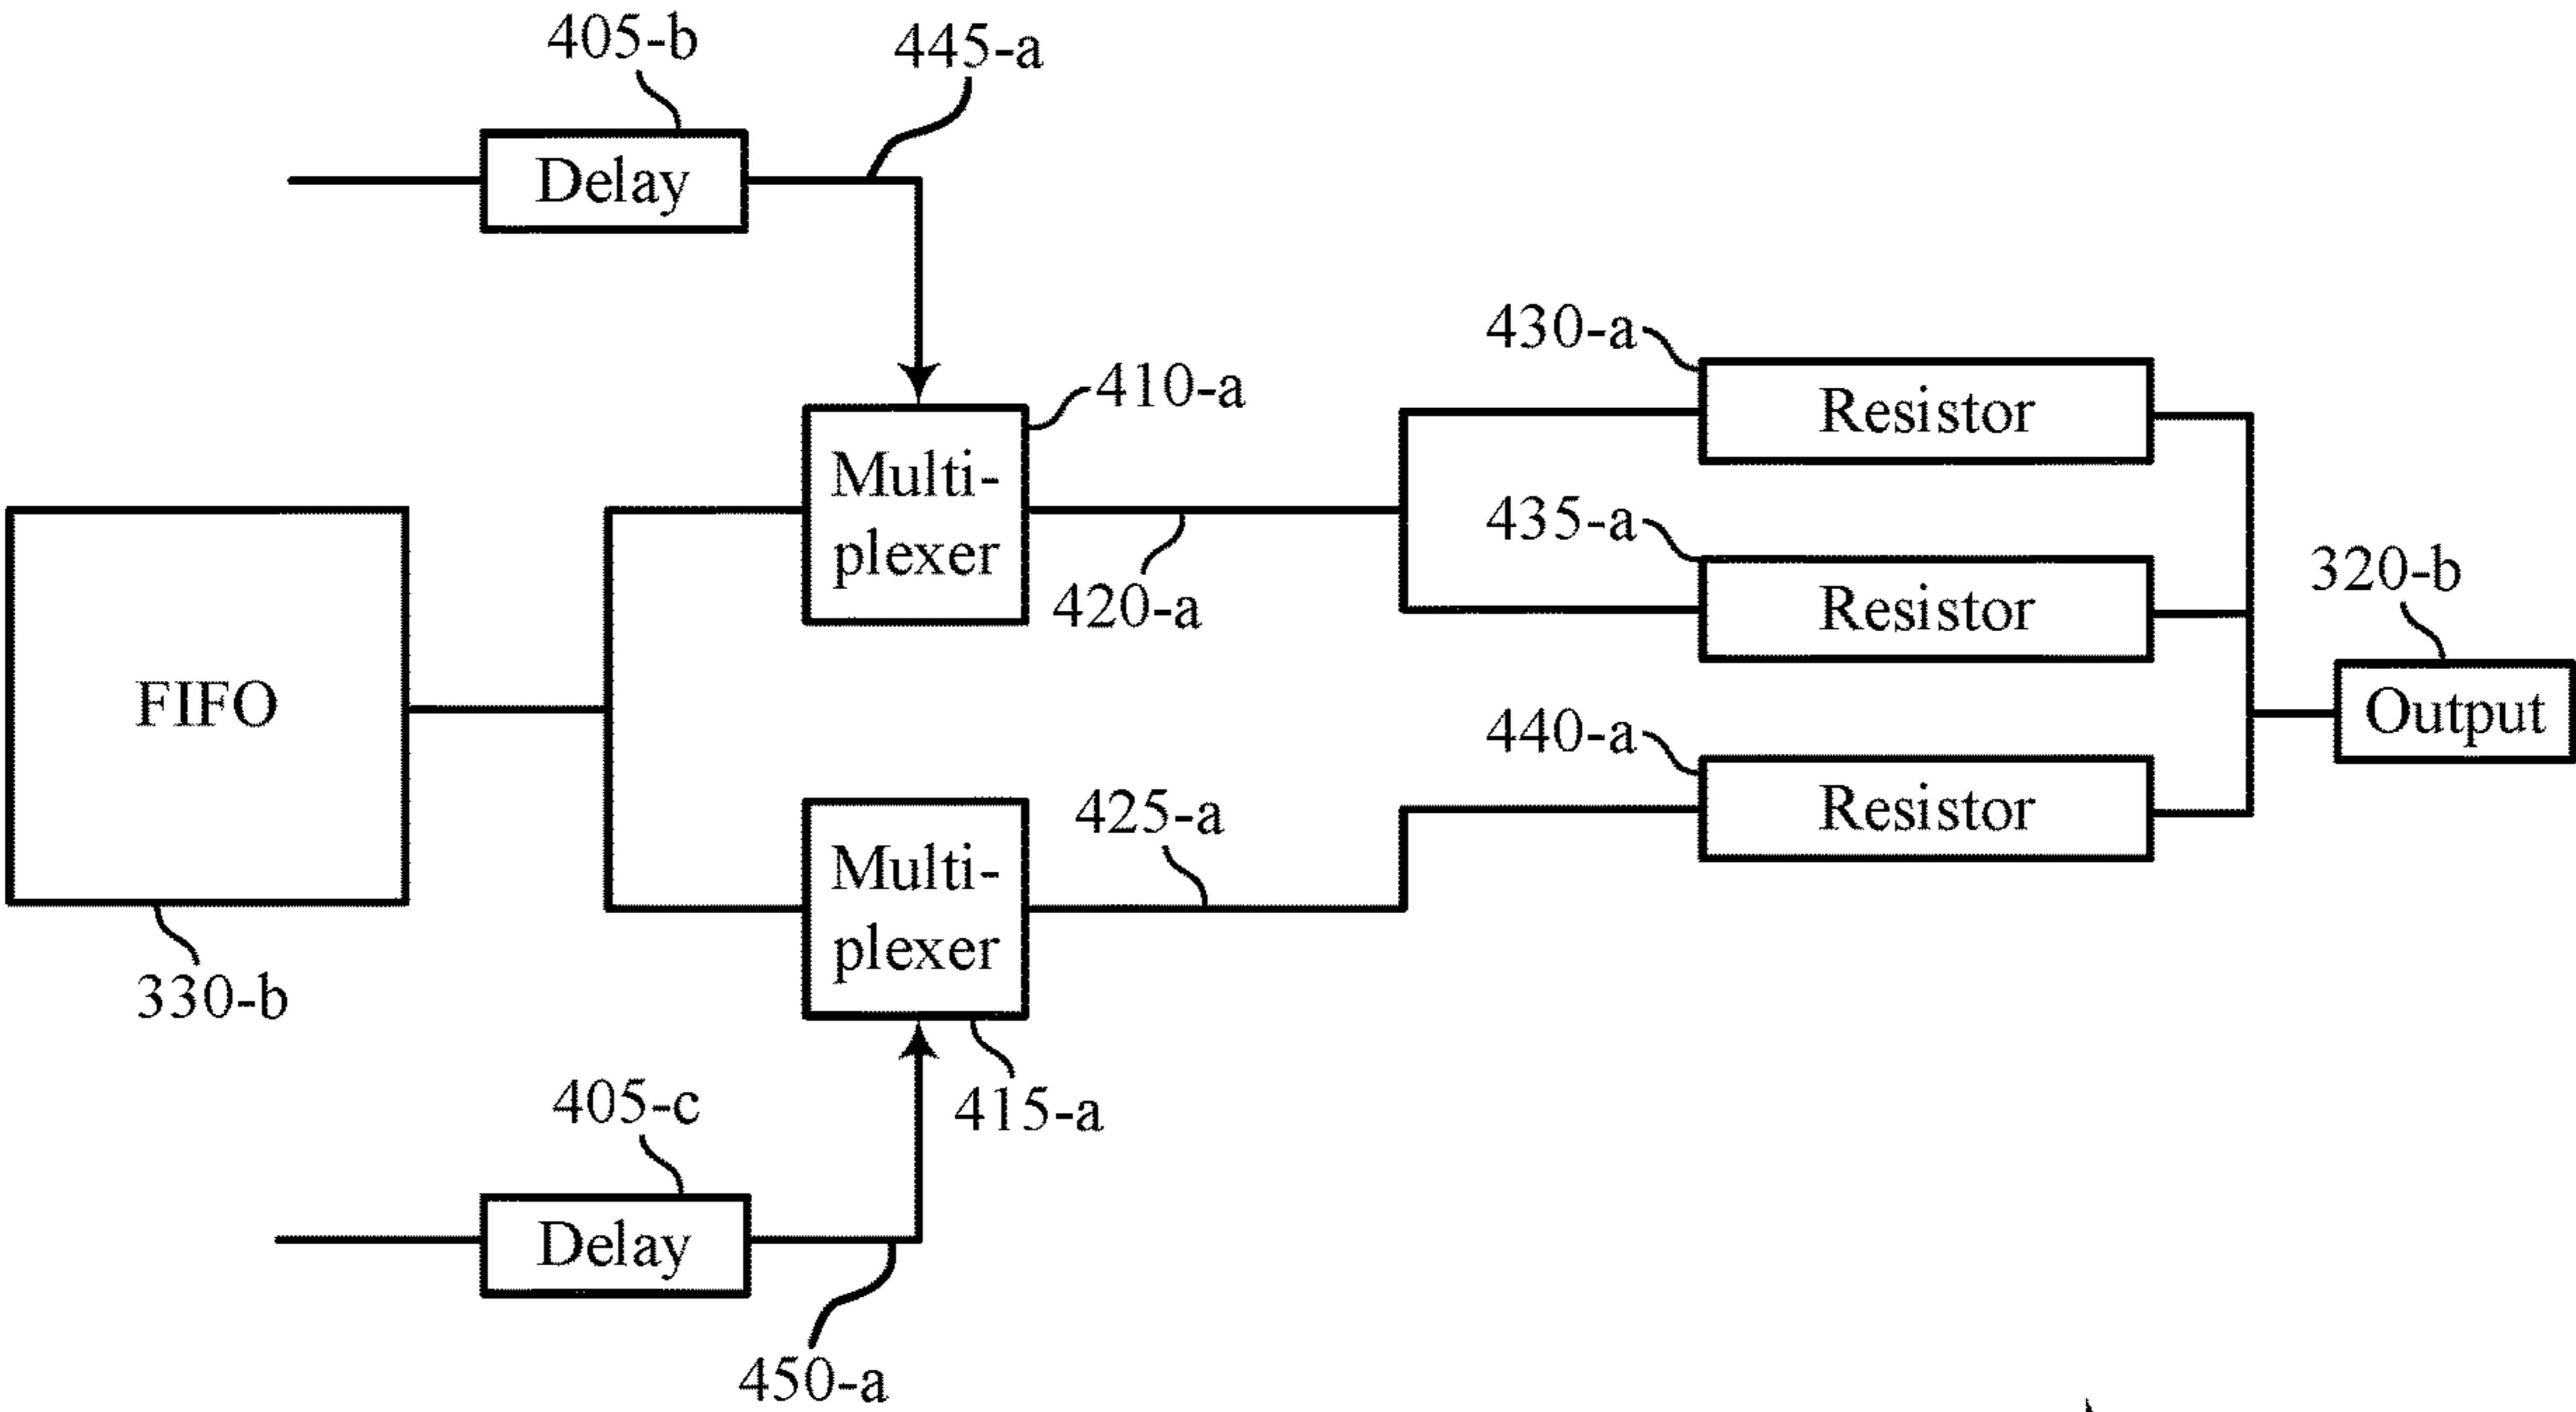 405-b
445-a
Delay
430-a
410-a
Resistor
Multi-
plexer
435-a
320-b
420-a
Resistor
FIFO
Output
440-a
425-a
Resistor
Multi-
plexer
330-b
405-c
415-a
Delay
450-a